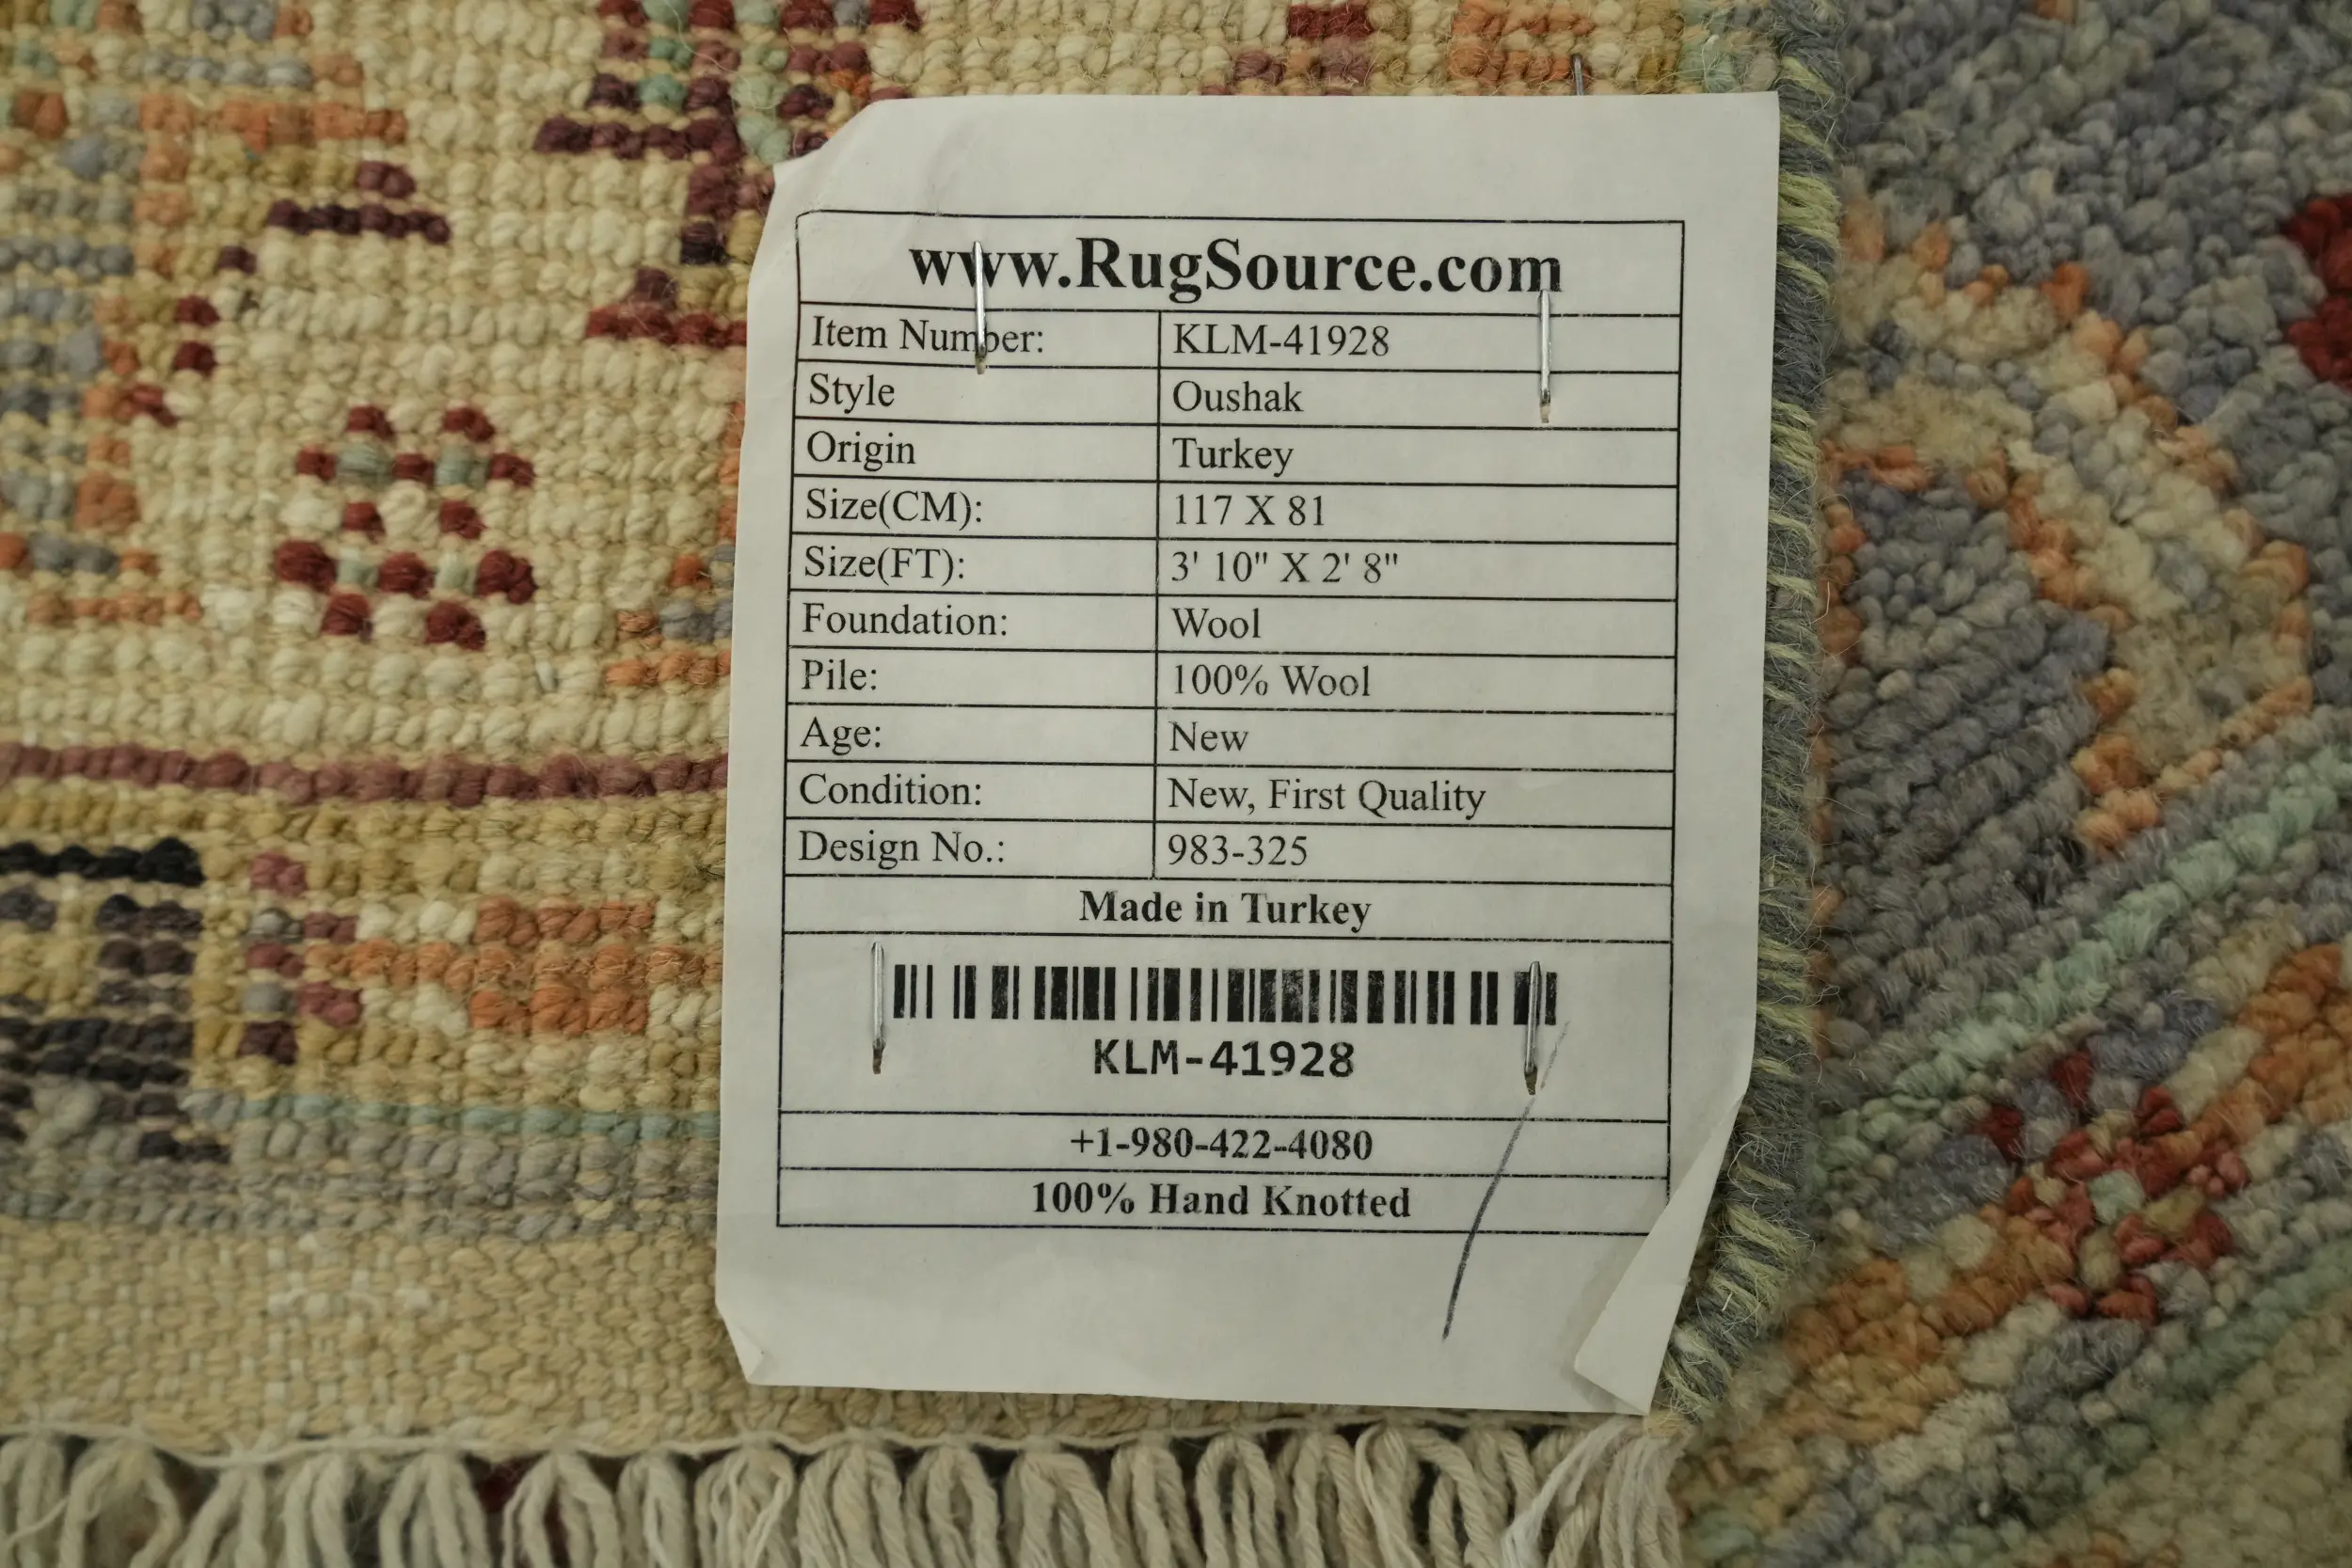 www.RugSource.com
Item Number: KLM-41928
Style Oushak
Origin Turkey
Size(CM): 117 X 81
Size(FT): 3' 10" X 2' 8"
Foundation: Wool
Pile: 100% Wool
Age: New
Condition: New, First Quality
Design No.: 983-325
Made in Turkey
KLM-41928
+1-980-422-4080
100% Hand Knotted